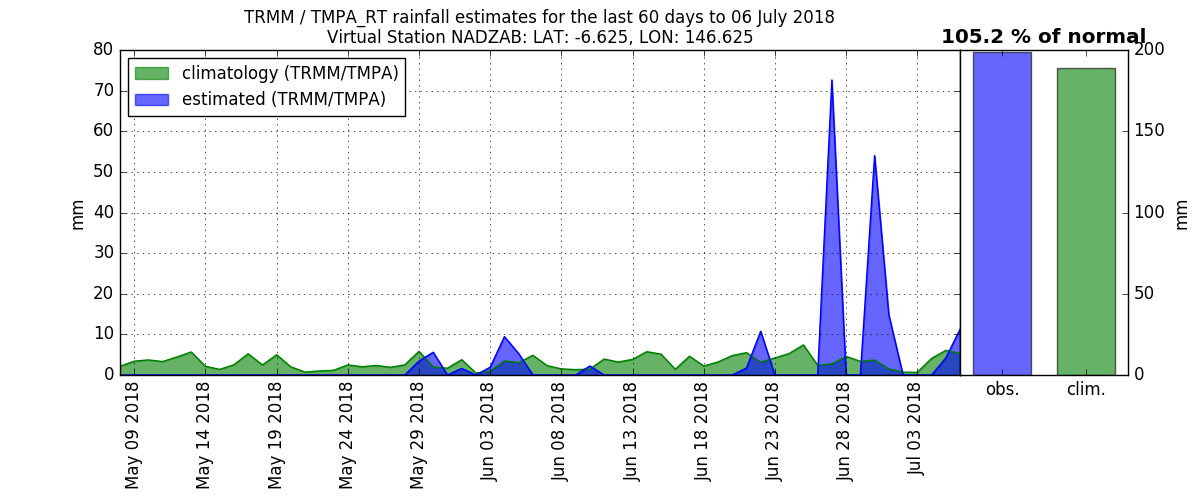 TRMM / TMPA_RT rainfall estimates for the last 60 days to 06 July 2018
Virtual Station NADZAB: LAT: -6.625, LON: 146.625
105.2 % of normal
climatology (TRMM/TMPA)
estimated (TRMM/TMPA)
80
70
60
50
40
30
20
10
0
mm
200
150
100
50
0
mm
obs.
clim.
May 09 2018
May 14 2018
May 19 2018
May 24 2018
May 29 2018
Jun 03 2018
Jun 08 2018
Jun 13 2018
Jun 18 2018
Jun 23 2018
Jun 28 2018
Jul 03 2018